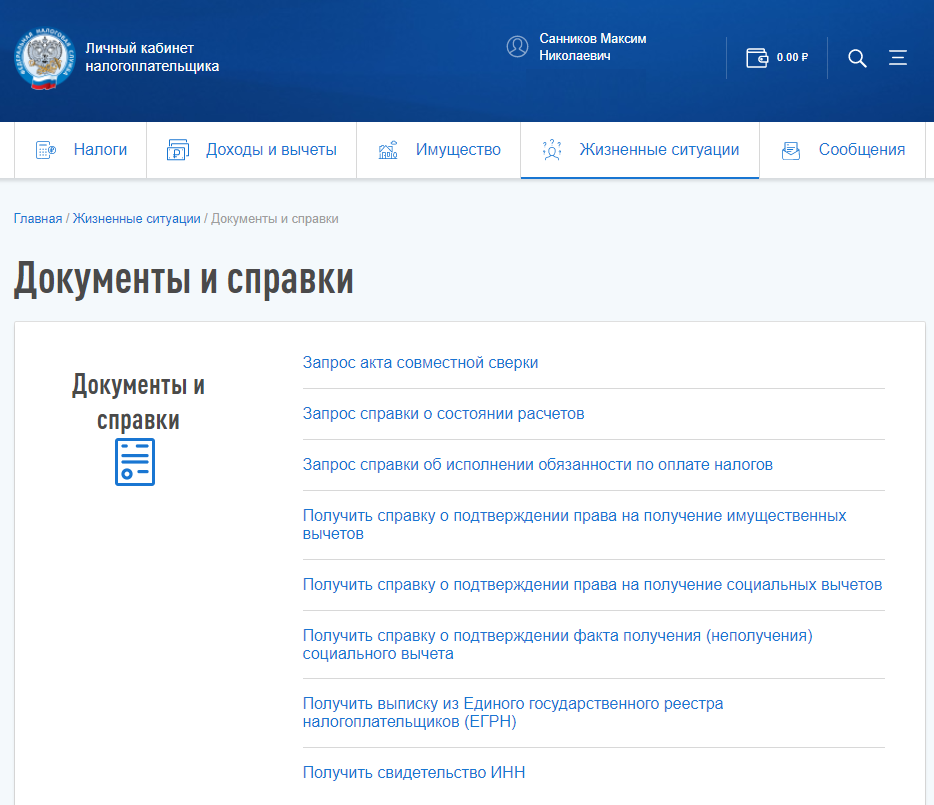 ФЕДЕРАЛЬНАЯ НАЛОГОВАЯ СЛУЖБА
Личный кабинет
налогоплательщика
Санников Максим
Николаевич
0.00 ₽
Налоги
Доходы и вычеты
Имущество
Жизненные ситуации
Сообщения
Главная / Жизненные ситуации / Документы и справки
Документы и справки
Документы и
справки
Запрос акта совместной сверки
Запрос справки о состоянии расчетов
Запрос справки об исполнении обязанности по оплате налогов
Получить справку о подтверждении права на получение имущественных
вычетов
Получить справку о подтверждении права на получение социальных вычетов
Получить справку о подтверждении факта получения (неполучения)
социального вычета
Получить выписку из Единого государственного реестра
налогоплательщиков (ЕГРН)
Получить свидетельство ИНН